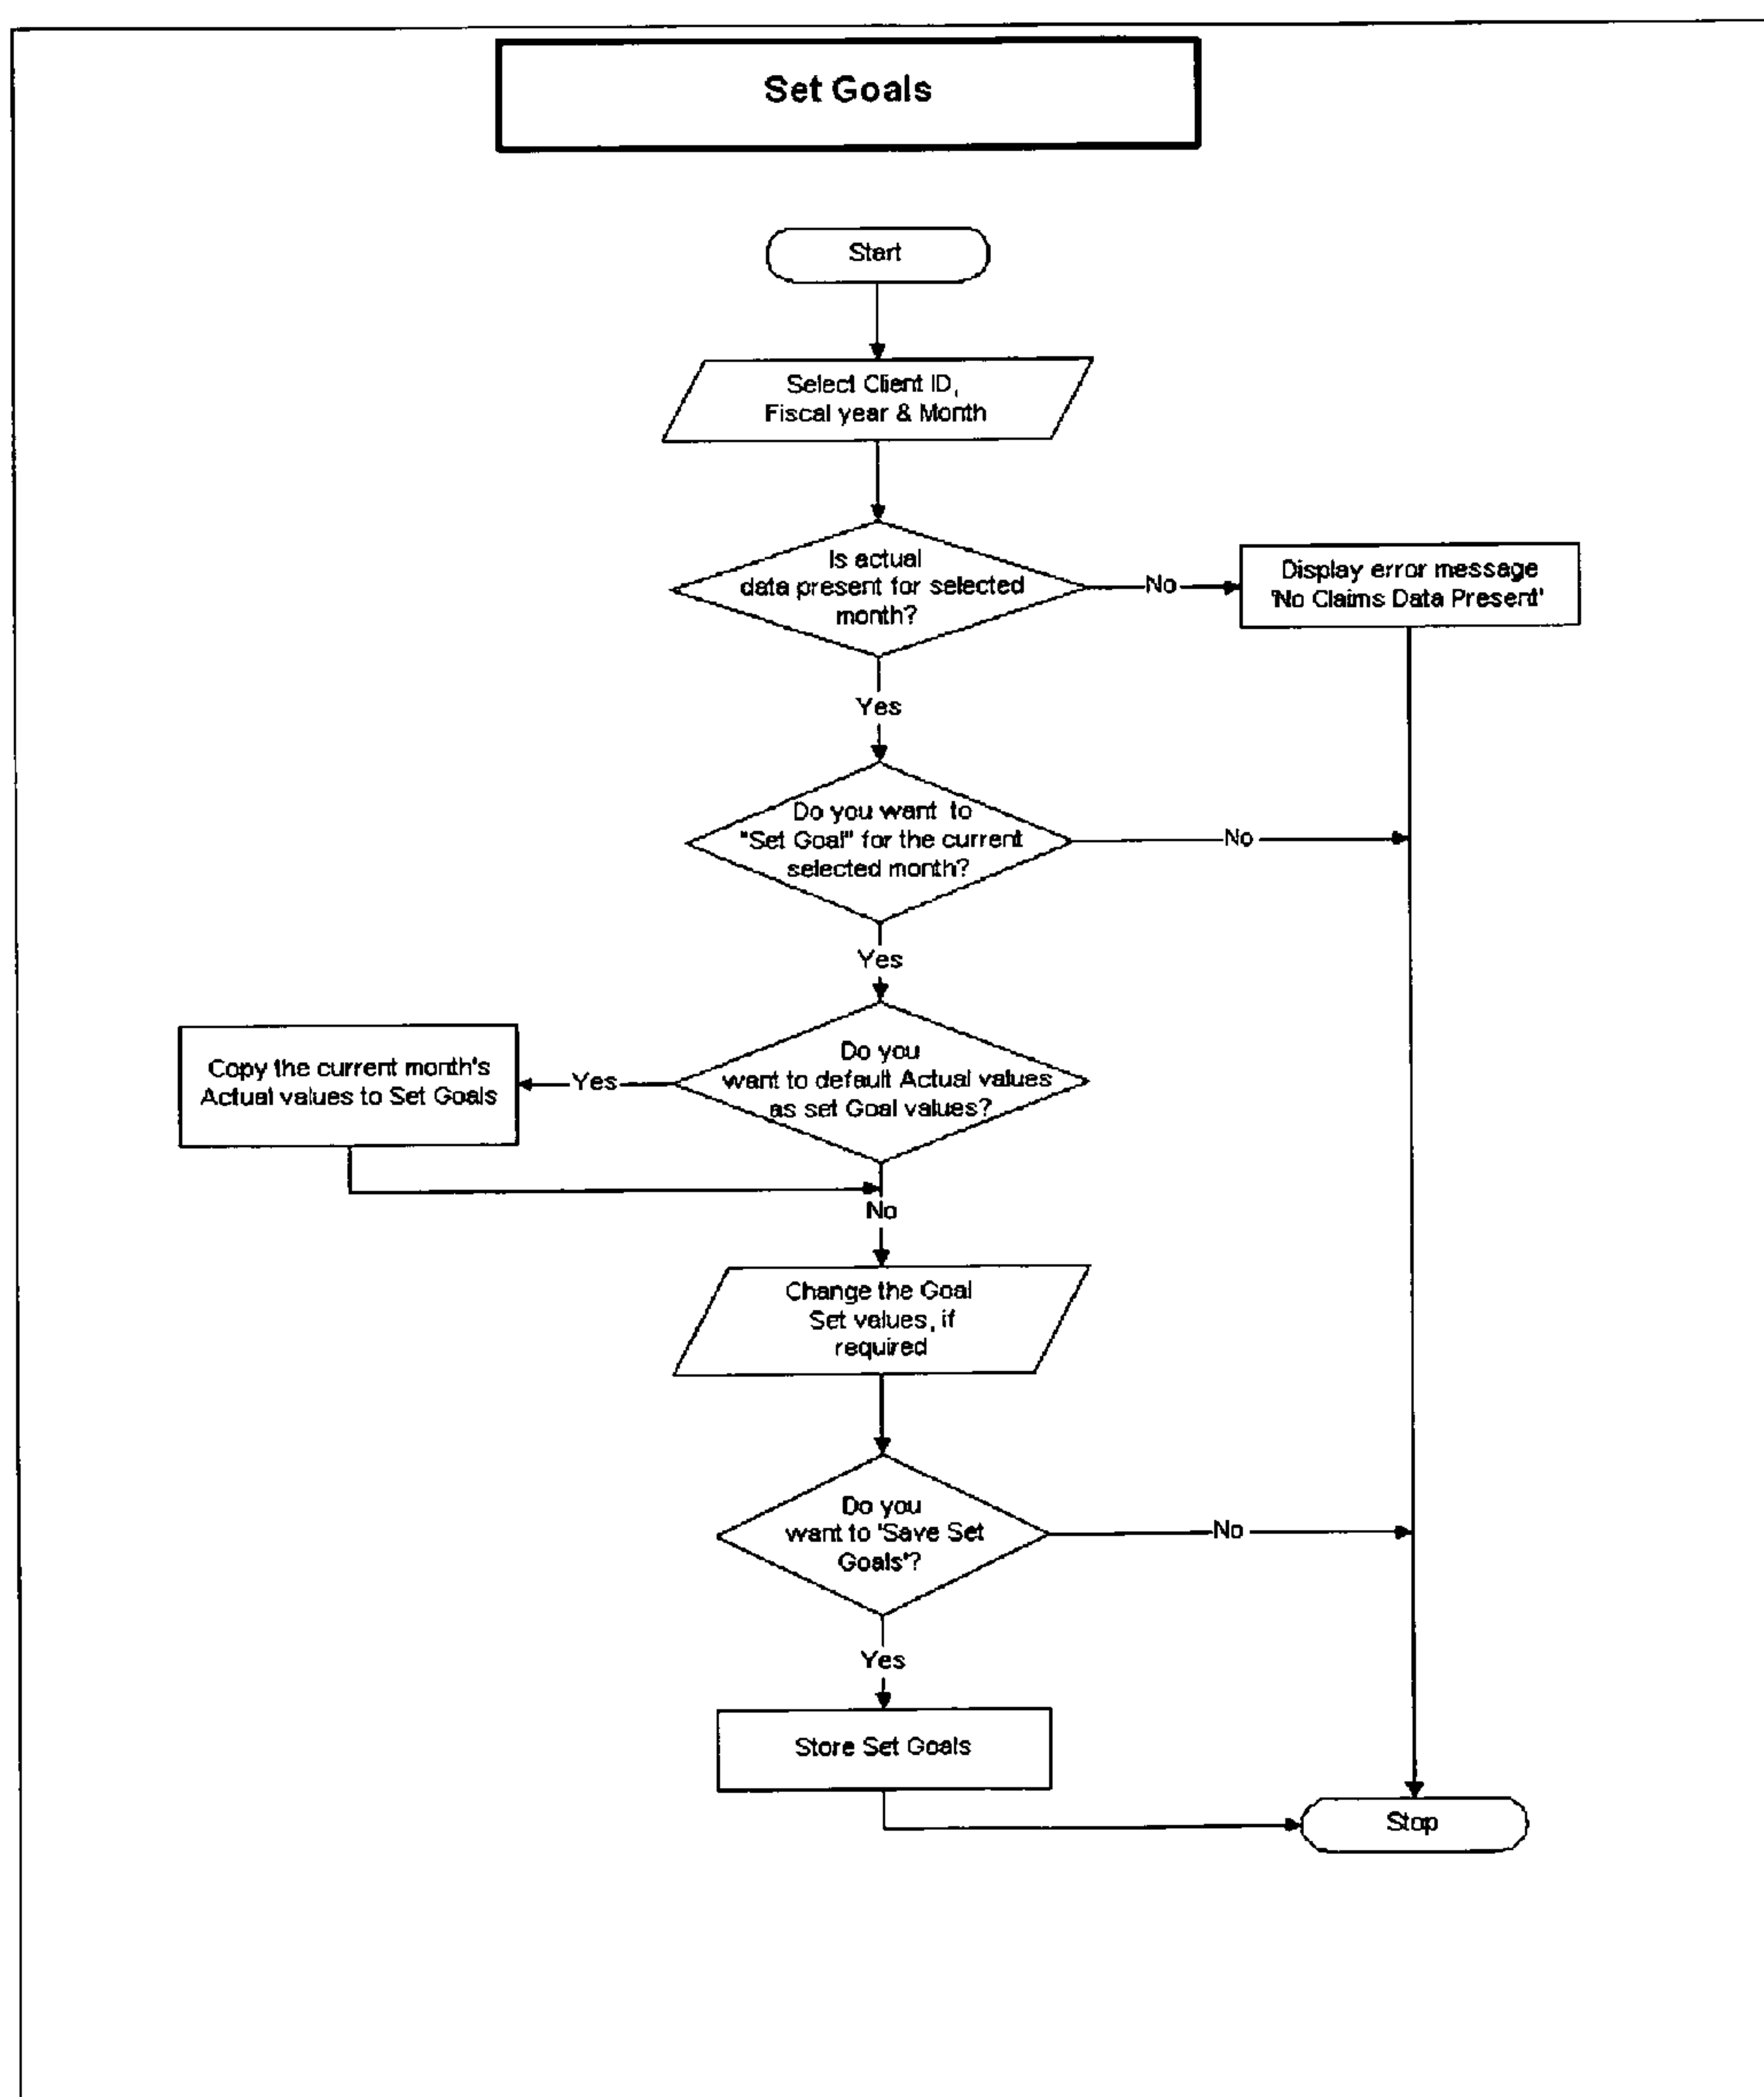 Set Goals
Start
Select Client ID,
Fiscal year & Month
Is actual
data present for selected
month?
No
Display error message
'No Claims Data Present'
Yes
Do you want to
"Set Goal" for the current
selected month?
No
Yes
Do you
want to default Actual values
as set Goal values?
Yes
Copy the current month's
Actual values to Set Goals
No
Change the Goal
Set values, if
required
Do you
want to 'Save Set
Goals'?
No
Yes
Store Set Goals
Stop